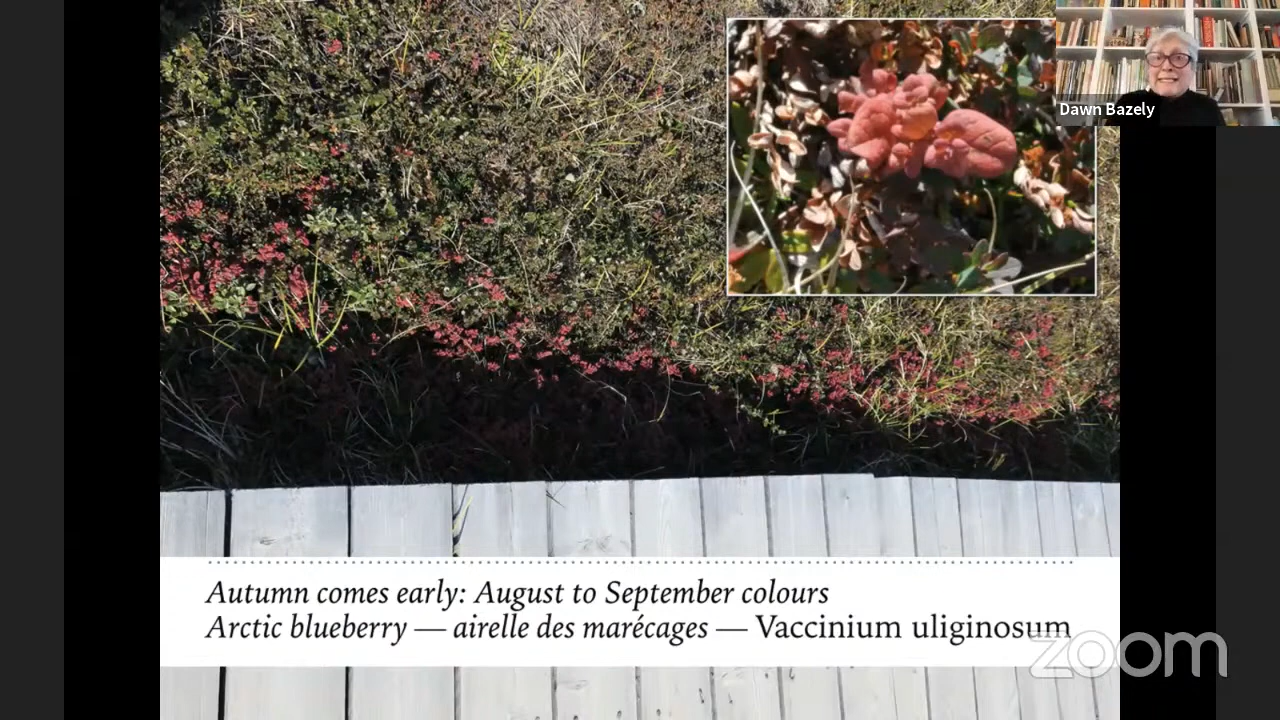 Dawn Bazely
Autumn comes early: August to September colours
Arctic blueberry — airelle des marécages — Vaccinium uliginosum
zoom